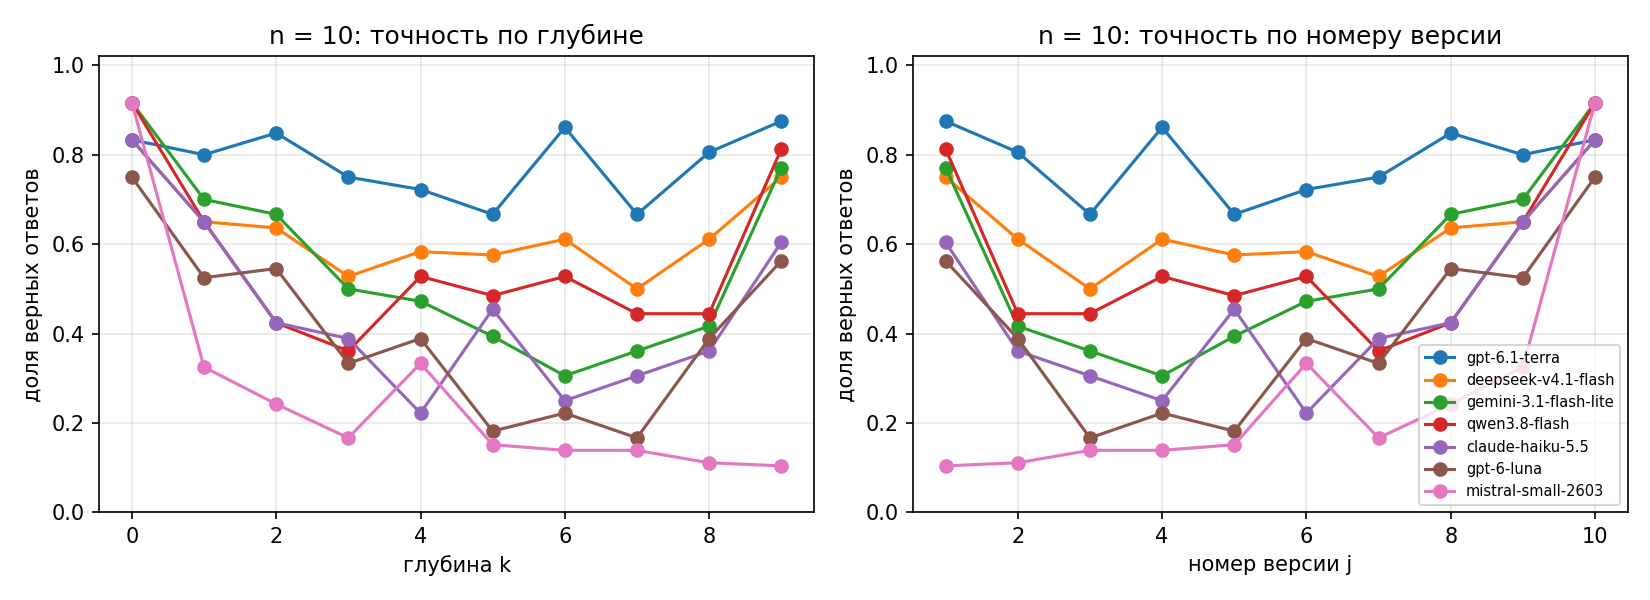 n = 10: точность по глубине
доля верных ответов
1.0
0.8
0.6
0.4
0.2
0.0
0 2 4 6 8
глубина k
n = 10: точность по номеру версии
доля верных ответов
1.0
0.8
0.6
0.4
0.2
0.0
2 4 6 8 10
номер версии j
gpt-6.1-terra
deepseek-v4.1-flash
gemini-3.1-flash-lite
qwen3.8-flash
claude-haiku-5.5
gpt-6-luna
mistral-small-2603